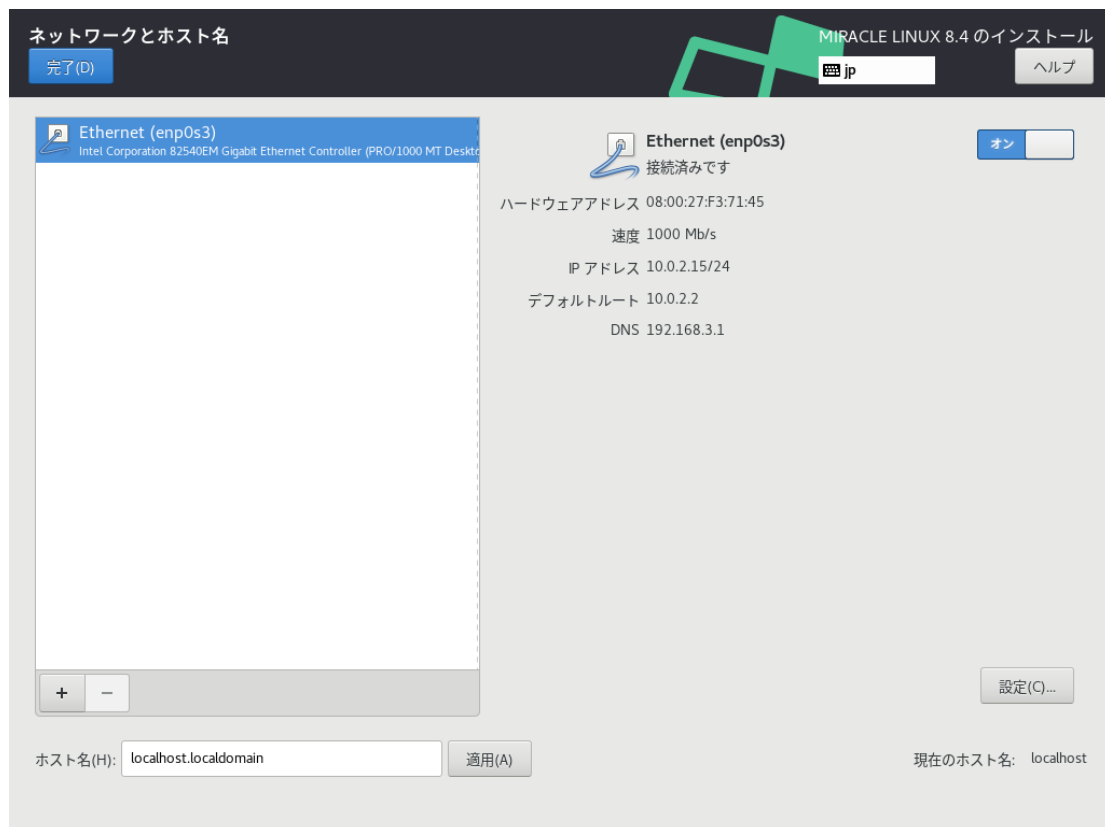 ネットワークとホスト名
MIRACLE LINUX 8.4 のインストール
完了(D)
jp
ヘルプ
Ethernet (enp0s3)
Intel Corporation 82540EM Gigabit Ethernet Controller (PRO/1000 MT Deskto
Ethernet (enp0s3)
接続済みです
オン
ハードウェアアドレス 08:00:27:F3:71:45
速度 1000 Mb/s
IP アドレス 10.0.2.15/24
デフォルトルート 10.0.2.2
DNS 192.168.3.1
+ −
設定(C)...
ホスト名(H): localhost.localdomain 適用(A) 現在のホスト名: localhost